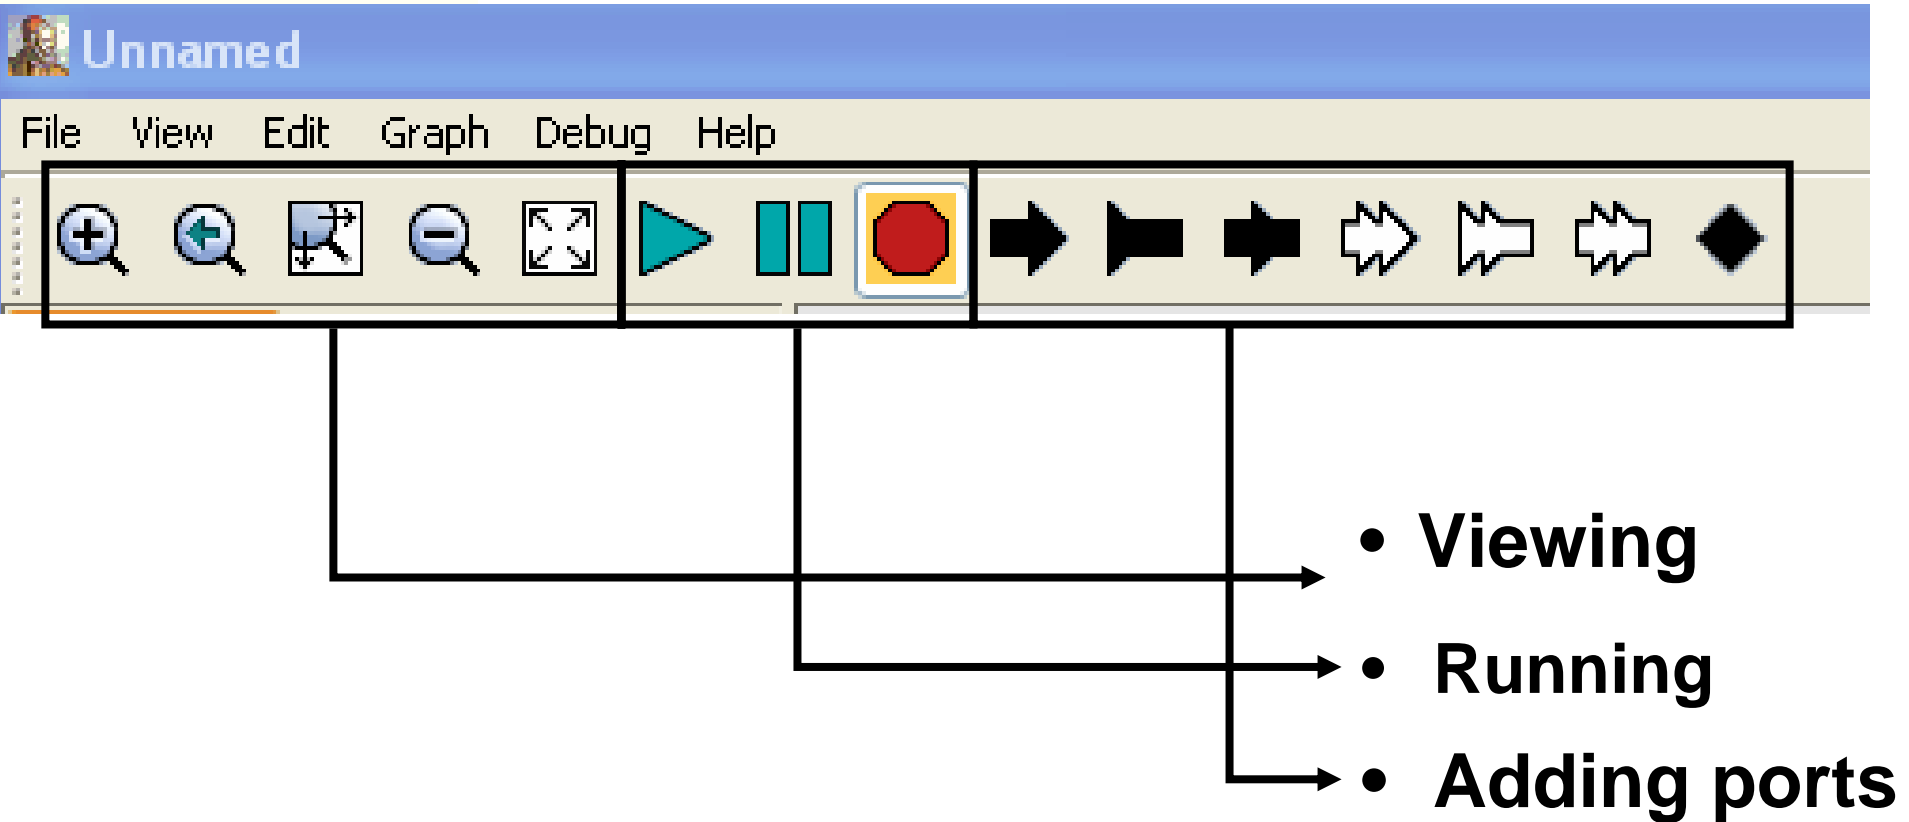 Unnamed
File View Edit Graph Debug Help
• Viewing
• Running
• Adding ports